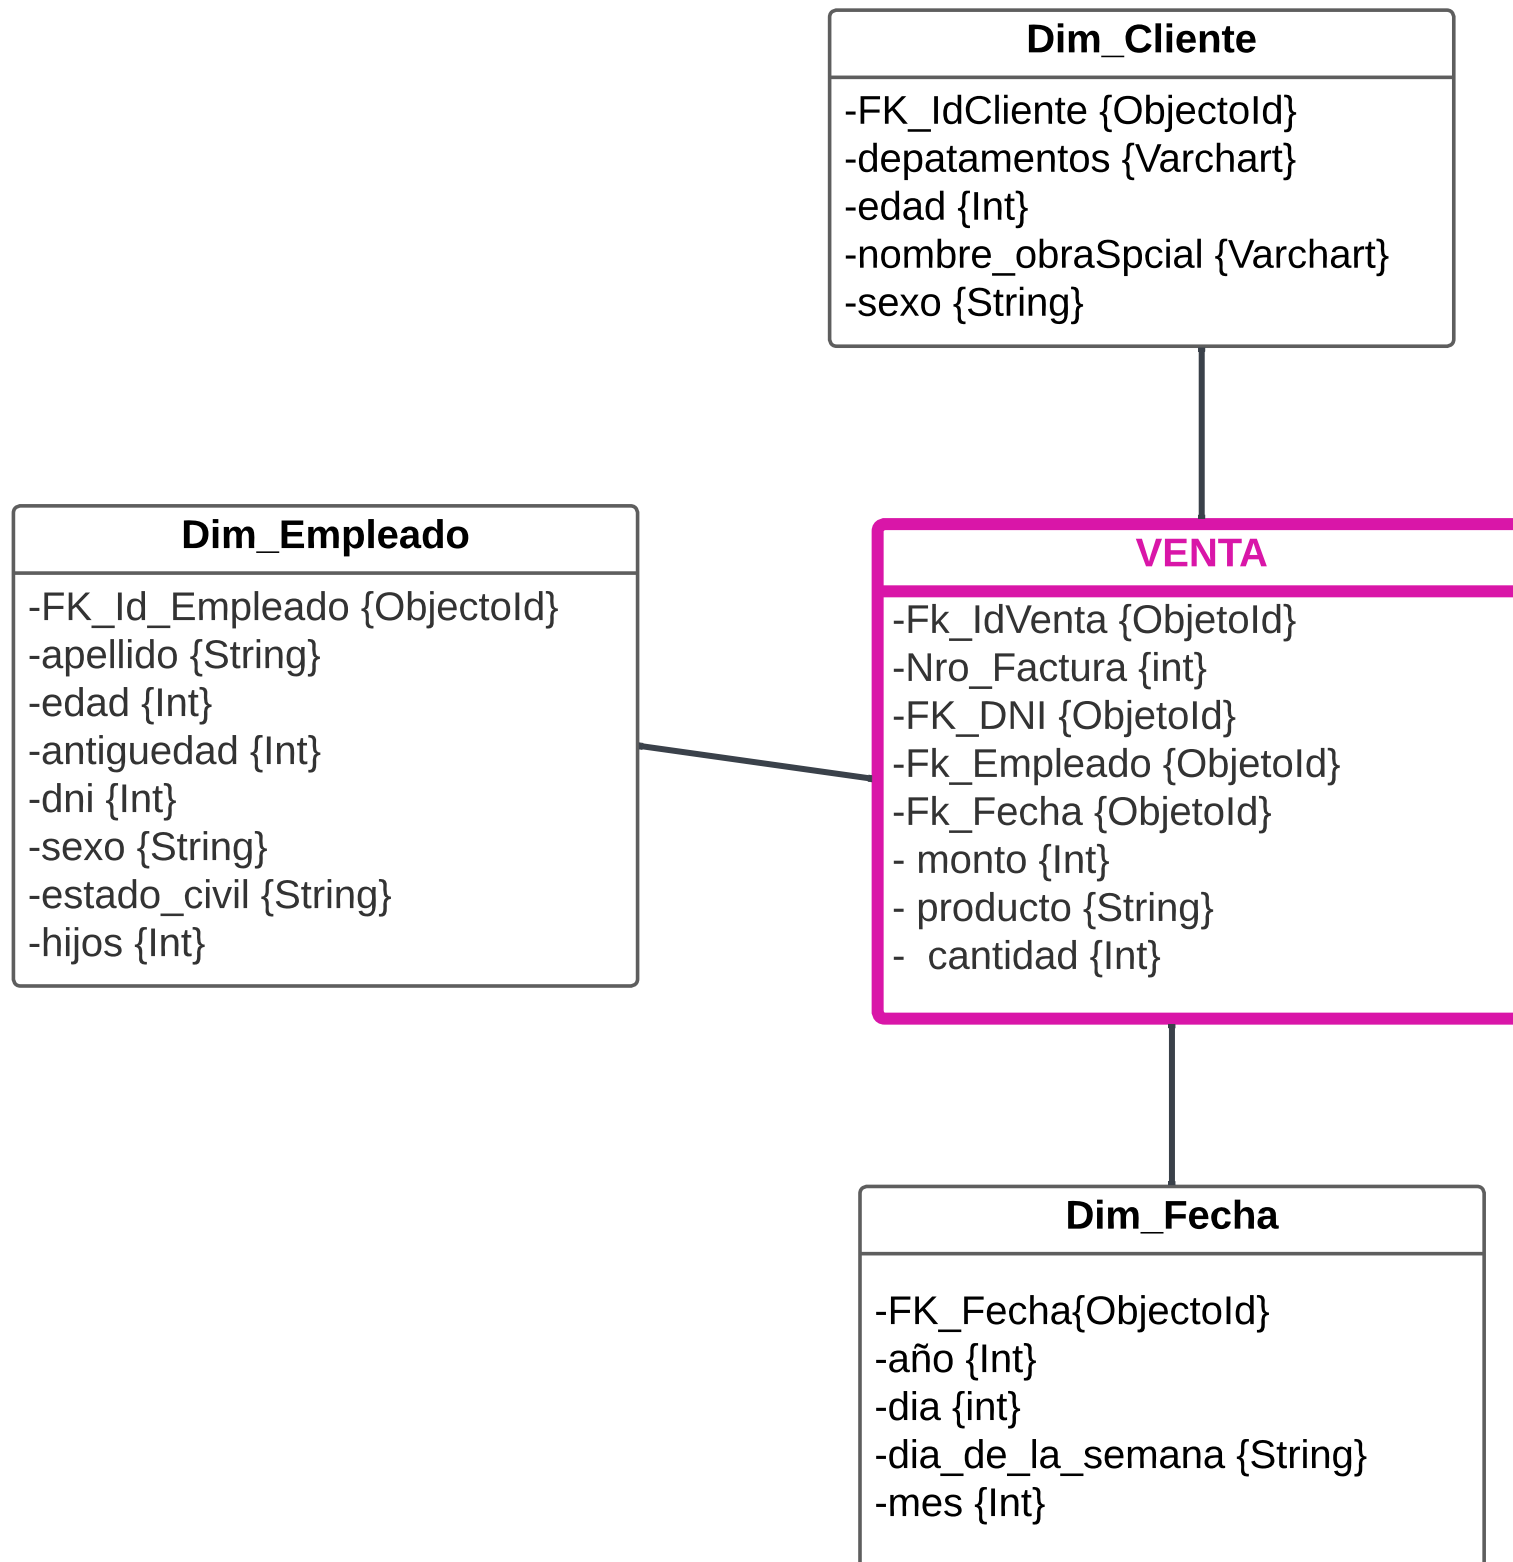 Dim_Cliente
-FK_IdCliente {ObjectoId}
-depatamentos {Varchart}
-edad {Int}
-nombre_obraSpcial {Varchart}
-sexo {String}
Dim_Empleado
-FK_Id_Empleado {ObjectoId}
-apellido {String}
-edad {Int}
-antiguedad {Int}
-dni {Int}
-sexo {String}
-estado_civil {String}
-hijos {Int}
VENTA
-Fk_IdVenta {ObjetoId}
-Nro_Factura {int}
-FK_DNI {ObjetoId}
-Fk_Empleado {ObjetoId}
-Fk_Fecha {ObjetoId}
- monto {Int}
- producto {String}
-  cantidad {Int}
Dim_Fecha
-FK_Fecha{ObjectoId}
-año {Int}
-dia {int}
-dia_de_la_semana {String}
-mes {Int}